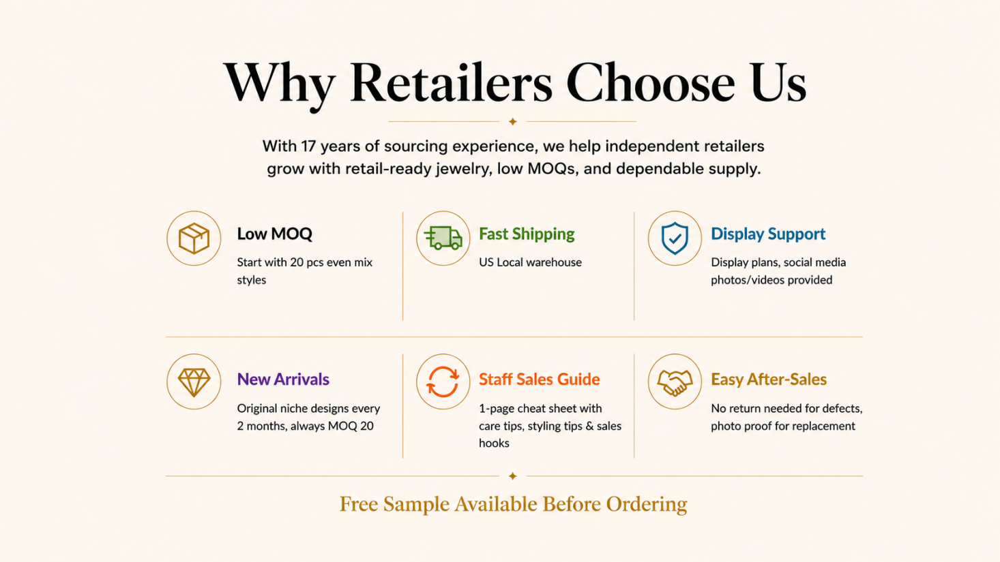 Why Retailers Choose Us
With 17 years of sourcing experience, we help independent retailers
grow with retail-ready jewelry, low MOQs, and dependable supply.
Low MOQ
Start with 20 pcs even mix
styles
Fast Shipping
US Local warehouse
Display Support
Display plans, social media
photos/videos provided
New Arrivals
Original niche designs every
2 months, always MOQ 20
Staff Sales Guide
1-page cheat sheet with
care tips, styling tips & sales
hooks
Easy After-Sales
No return needed for defects,
photo proof for replacement
Free Sample Available Before Ordering